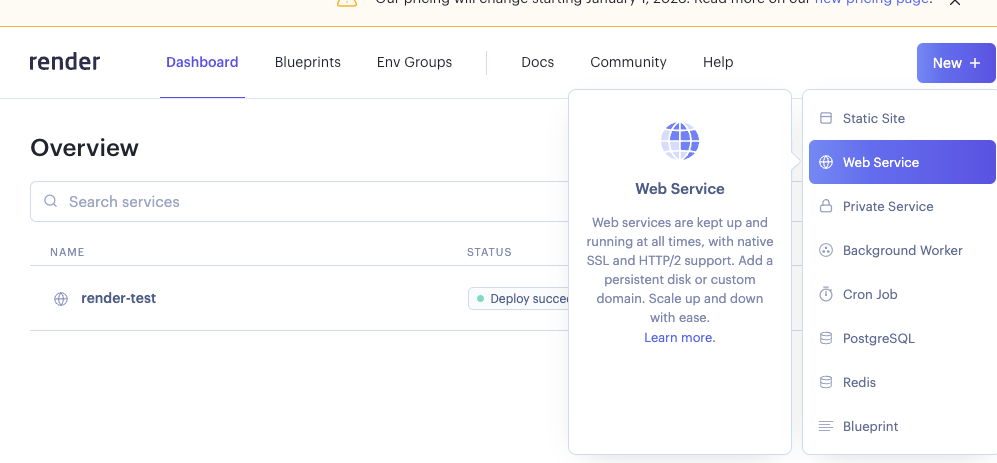 Our pricing will change starting January 1, 2023. Read more on our new pricing page.
render
Dashboard Blueprints Env Groups Docs Community Help
New +
Overview
Search services
NAME STATUS
render-test Deploy succe
Web Service
Web services are kept up and
running at all times, with native
SSL and HTTP/2 support. Add a
persistent disk or custom
domain. Scale up and down
with ease.
Learn more.
Static Site
Web Service
Private Service
Background Worker
Cron Job
PostgreSQL
Redis
Blueprint